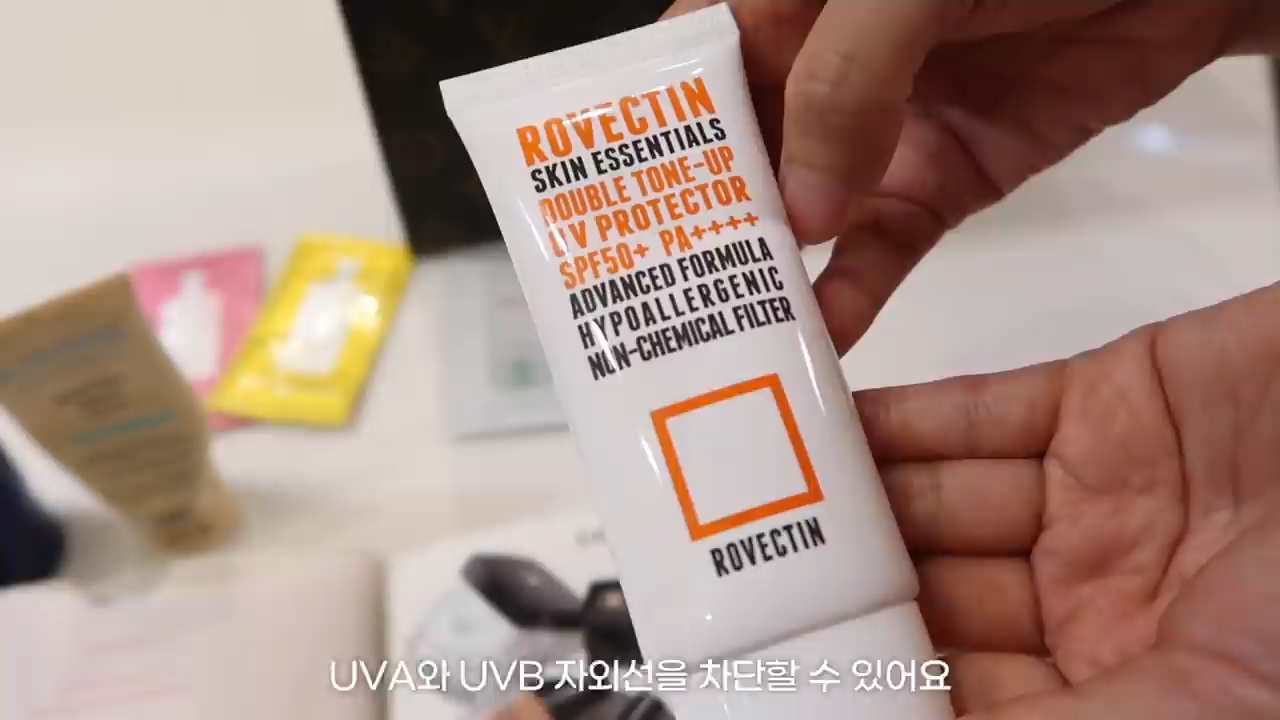 ROVECTIN
SKIN ESSENTIALS
DOUBLE TONE-UP
UV PROTECTOR
SPF50+ PA++++
ADVANCED FORMULA
HYPOALLERGENIC
NON-CHEMICAL FILTER
ROVECTIN
UVA와 UVB 자외선을 차단할 수 있어요